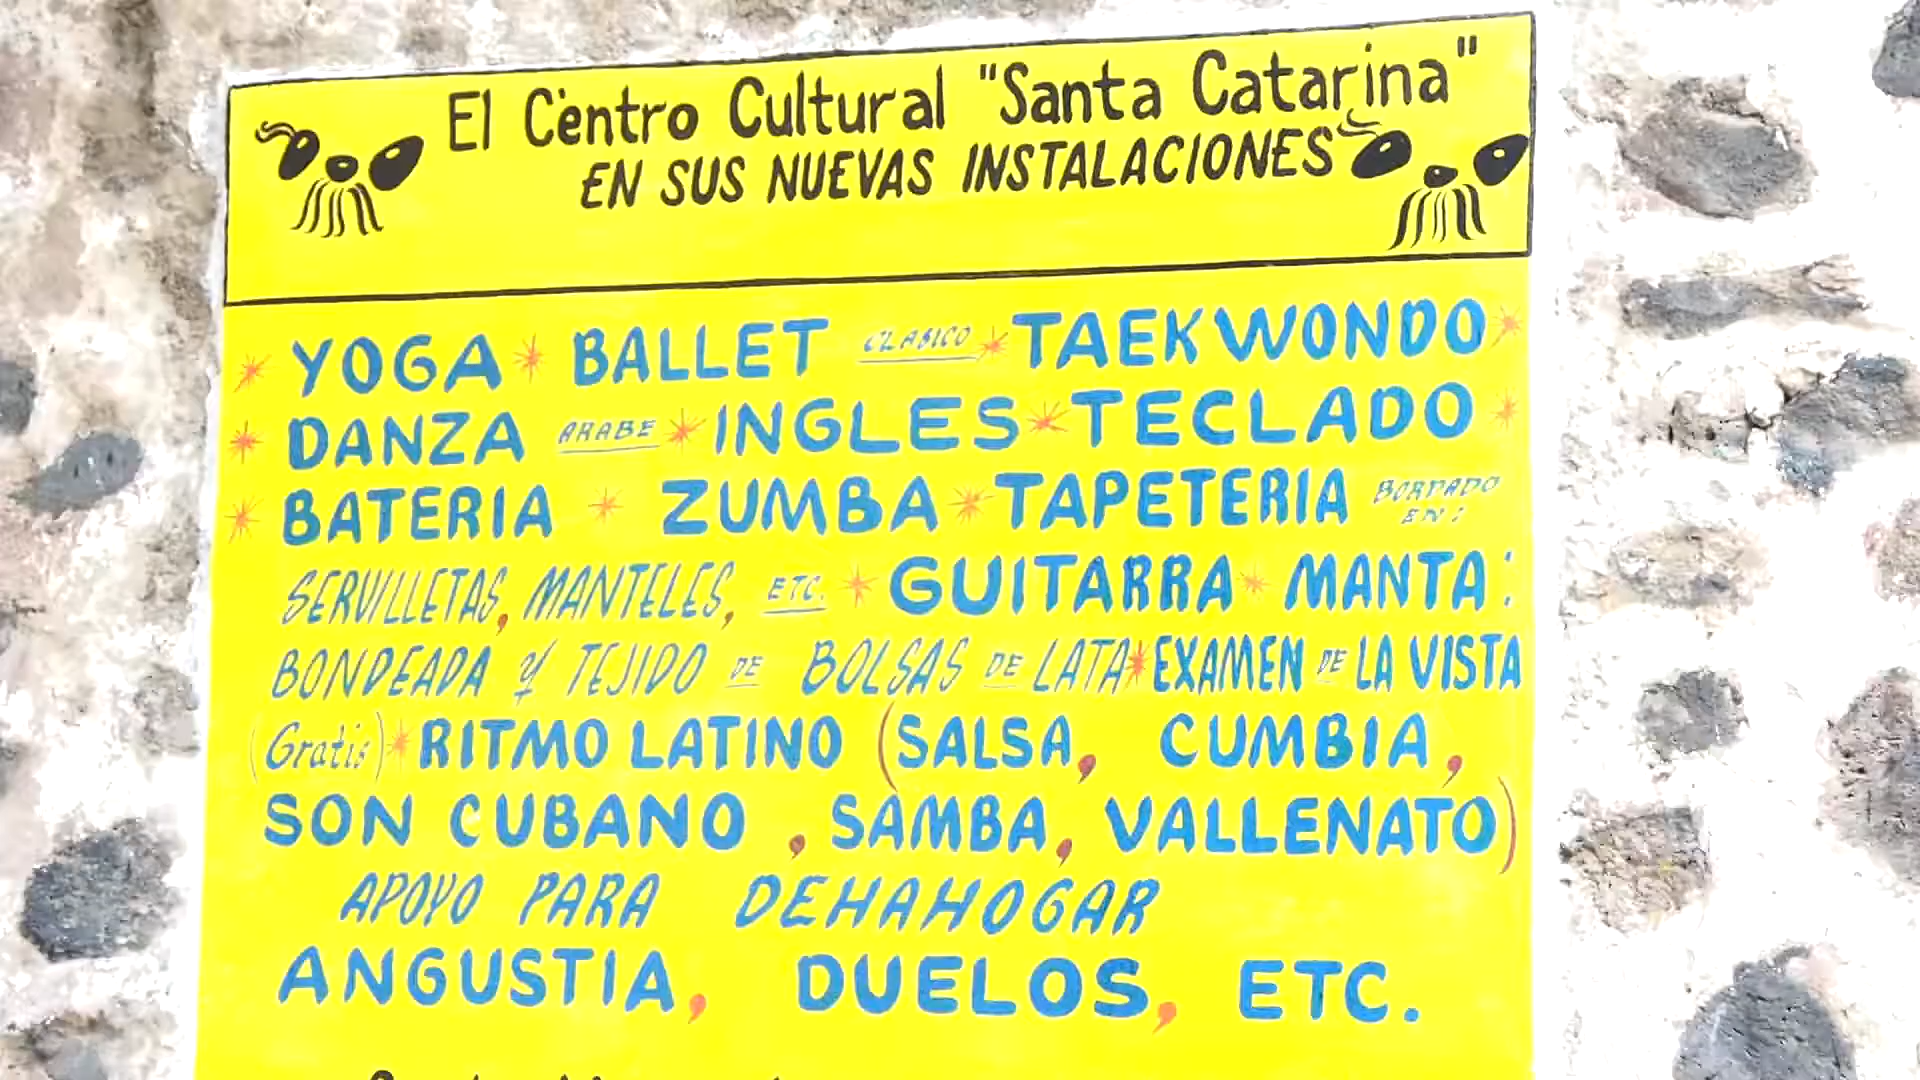 El Centro Cultural "Santa Catarina"
EN SUS NUEVAS INSTALACIONES
YOGA * BALLET CLASICO * TAEKWONDO *
* DANZA ARABE * INGLES * TECLADO *
* BATERIA * ZUMBA * TAPETERIA BORDADO EN:
SERVILLETAS, MANTELES, ETC. * GUITARRA * MANTA:
BONDEADA Y TEJIDO DE BOLSAS DE LATA * EXAMEN DE LA VISTA
(Gratis) * RITMO LATINO (SALSA, CUMBIA,
SON CUBANO, SAMBA, VALLENATO)
APOYO PARA DEHAHOGAR
ANGUSTIA, DUELOS, ETC.